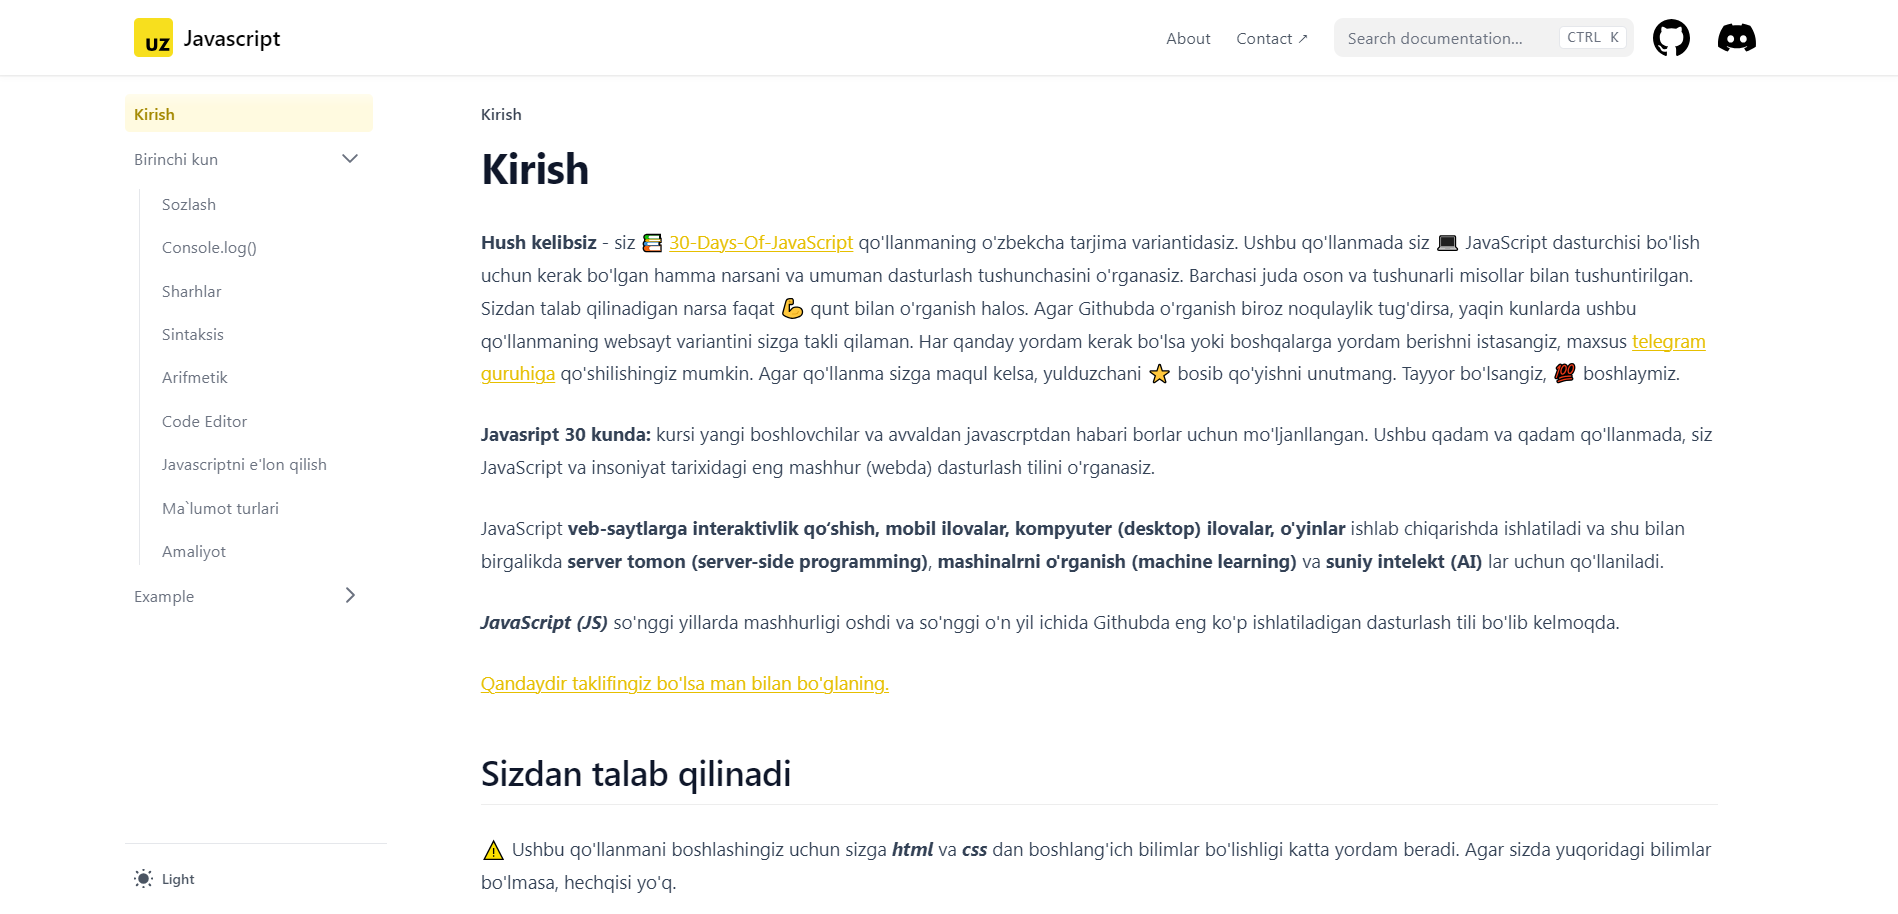 UZ Javascript
About
Contact ↗
Search documentation...
CTRL K
Kirish
Birinchi kun
Sozlash
Console.log()
Sharhlar
Sintaksis
Arifmetik
Code Editor
Javascriptni e'lon qilish
Ma`lumot turlari
Amaliyot
Example
Light
Kirish
Kirish
Hush kelibsiz - siz 📚 30-Days-Of-JavaScript qo'llanmaning o'zbekcha tarjima variantidasiz. Ushbu qo'llanmada siz 💻 JavaScript dasturchisi bo'lish
uchun kerak bo'lgan hamma narsani va umuman dasturlash tushunchasini o'rganasiz. Barchasi juda oson va tushunarli misollar bilan tushuntirilgan.
Sizdan talab qilinadigan narsa faqat 💪 qunt bilan o'rganish halos. Agar Githubda o'rganish biroz noqulaylik tug'dirsa, yaqin kunlarda ushbu
qo'llanmaning websayt variantini sizga takli qilaman. Har qanday yordam kerak bo'lsa yoki boshqalarga yordam berishni istasangiz, maxsus telegram
guruhiga qo'shilishingiz mumkin. Agar qo'llanma sizga maqul kelsa, yulduzchani ⭐ bosib qo'yishni unutmang. Tayyor bo'lsangiz, 💯 boshlaymiz.
Javasript 30 kunda: kursi yangi boshlovchilar va avvaldan javascrptdan habari borlar uchun mo'ljanllangan. Ushbu qadam va qadam qo'llanmada, siz
JavaScript va insoniyat tarixidagi eng mashhur (webda) dasturlash tilini o'rganasiz.
JavaScript veb-saytlarga interaktivlik qo‘shish, mobil ilovalar, kompyuter (desktop) ilovalar, o'yinlar ishlab chiqarishda ishlatiladi va shu bilan
birgalikda server tomon (server-side programming), mashinalrni o'rganish (machine learning) va suniy intelekt (AI) lar uchun qo'llaniladi.
JavaScript (JS) so'nggi yillarda mashhurligi oshdi va so'nggi o'n yil ichida Githubda eng ko'p ishlatiladigan dasturlash tili bo'lib kelmoqda.
Qandaydir taklifingiz bo'lsa man bilan bo'glaning.
Sizdan talab qilinadi
⚠️ Ushbu qo'llanmani boshlashingiz uchun sizga html va css dan boshlang'ich bilimlar bo'lishligi katta yordam beradi. Agar sizda yuqoridagi bilimlar
bo'lmasa, hechqisi yo'q.